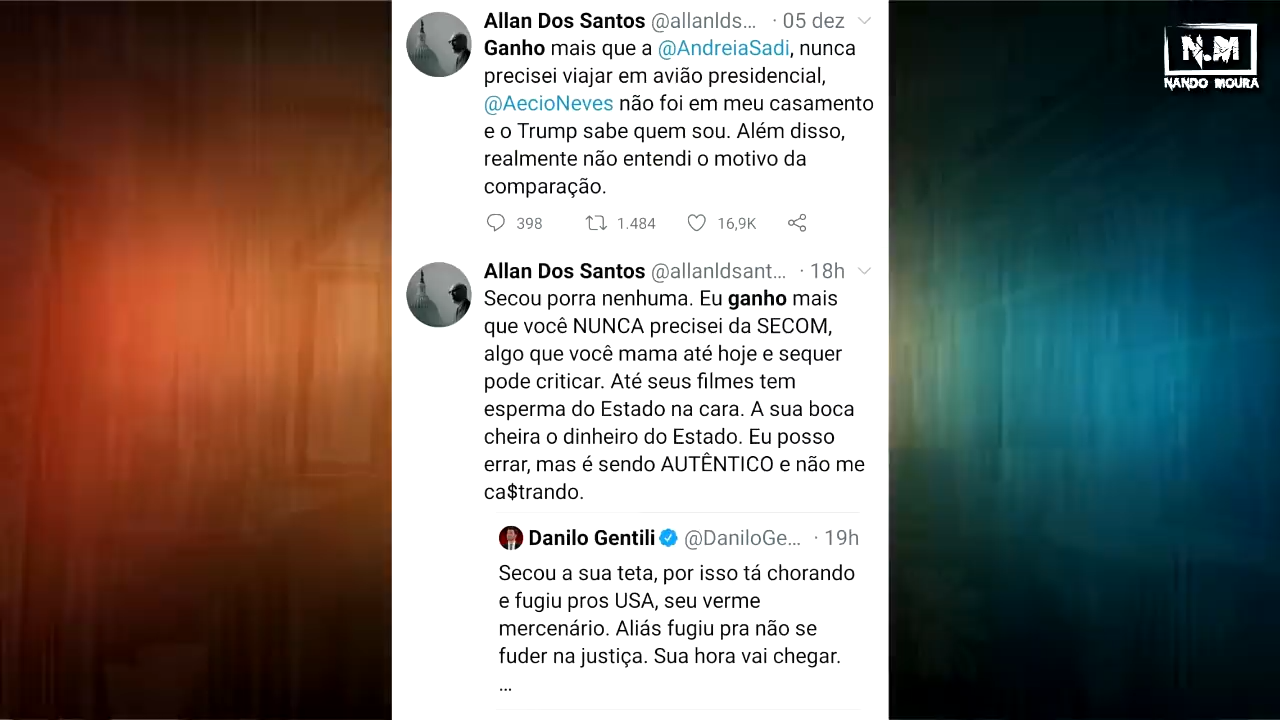 Allan Dos Santos @allanlds... · 05 dez
Ganho mais que a @AndreiaSadi, nunca
precisei viajar em avião presidencial,
@AecioNeves não foi em meu casamento
e o Trump sabe quem sou. Além disso,
realmente não entendi o motivo da
comparação.
398 1.484 16,9K
Allan Dos Santos @allanldsant... · 18h
Secou porra nenhuma. Eu ganho mais
que você NUNCA precisei da SECOM,
algo que você mama até hoje e sequer
pode criticar. Até seus filmes tem
esperma do Estado na cara. A sua boca
cheira o dinheiro do Estado. Eu posso
errar, mas é sendo AUTÊNTICO e não me
ca$trando.
Danilo Gentili @DaniloGe... · 19h
Secou a sua teta, por isso tá chorando
e fugiu pros USA, seu verme
mercenário. Aliás fugiu pra não se
fuder na justiça. Sua hora vai chegar.
...
N.M
NANDO MOURA